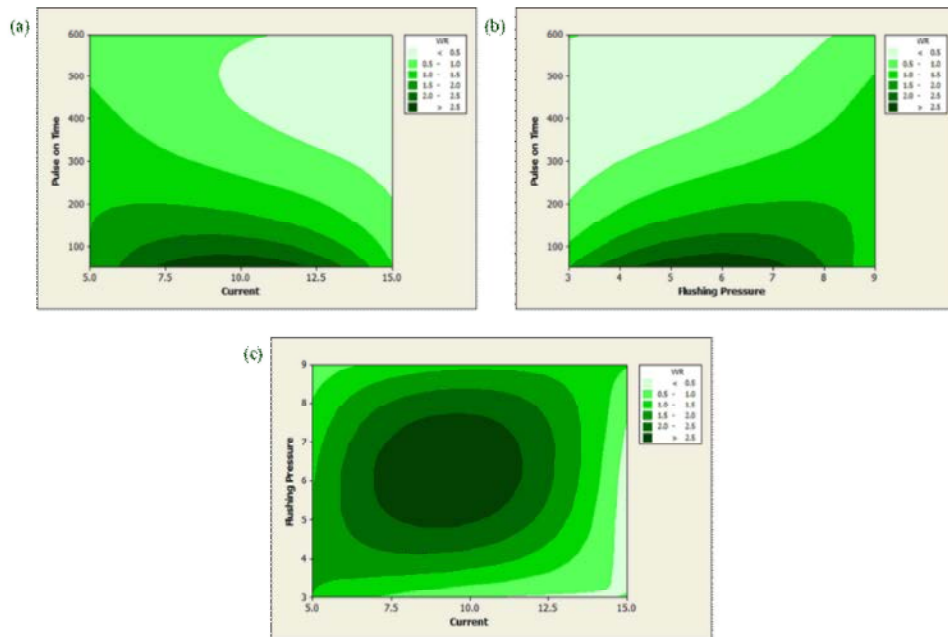 (a)
WR
< 0.5
0.5 - 1.0
1.0 - 1.5
1.5 - 2.0
2.0 - 2.5
> 2.5
Pulse on Time
600
500
400
300
200
100
5.0 7.5 10.0 12.5 15.0
Current
(b)
WR
< 0.5
0.5 - 1.0
1.0 - 1.5
1.5 - 2.0
2.0 - 2.5
> 2.5
Pulse on Time
600
500
400
300
200
100
3 4 5 6 7 8 9
Flushing Pressure
(c)
WR
< 0.5
0.5 - 1.0
1.0 - 1.5
1.5 - 2.0
2.0 - 2.5
> 2.5
Flushing Pressure
9
8
7
6
5
4
3
5.0 7.5 10.0 12.5 15.0
Current